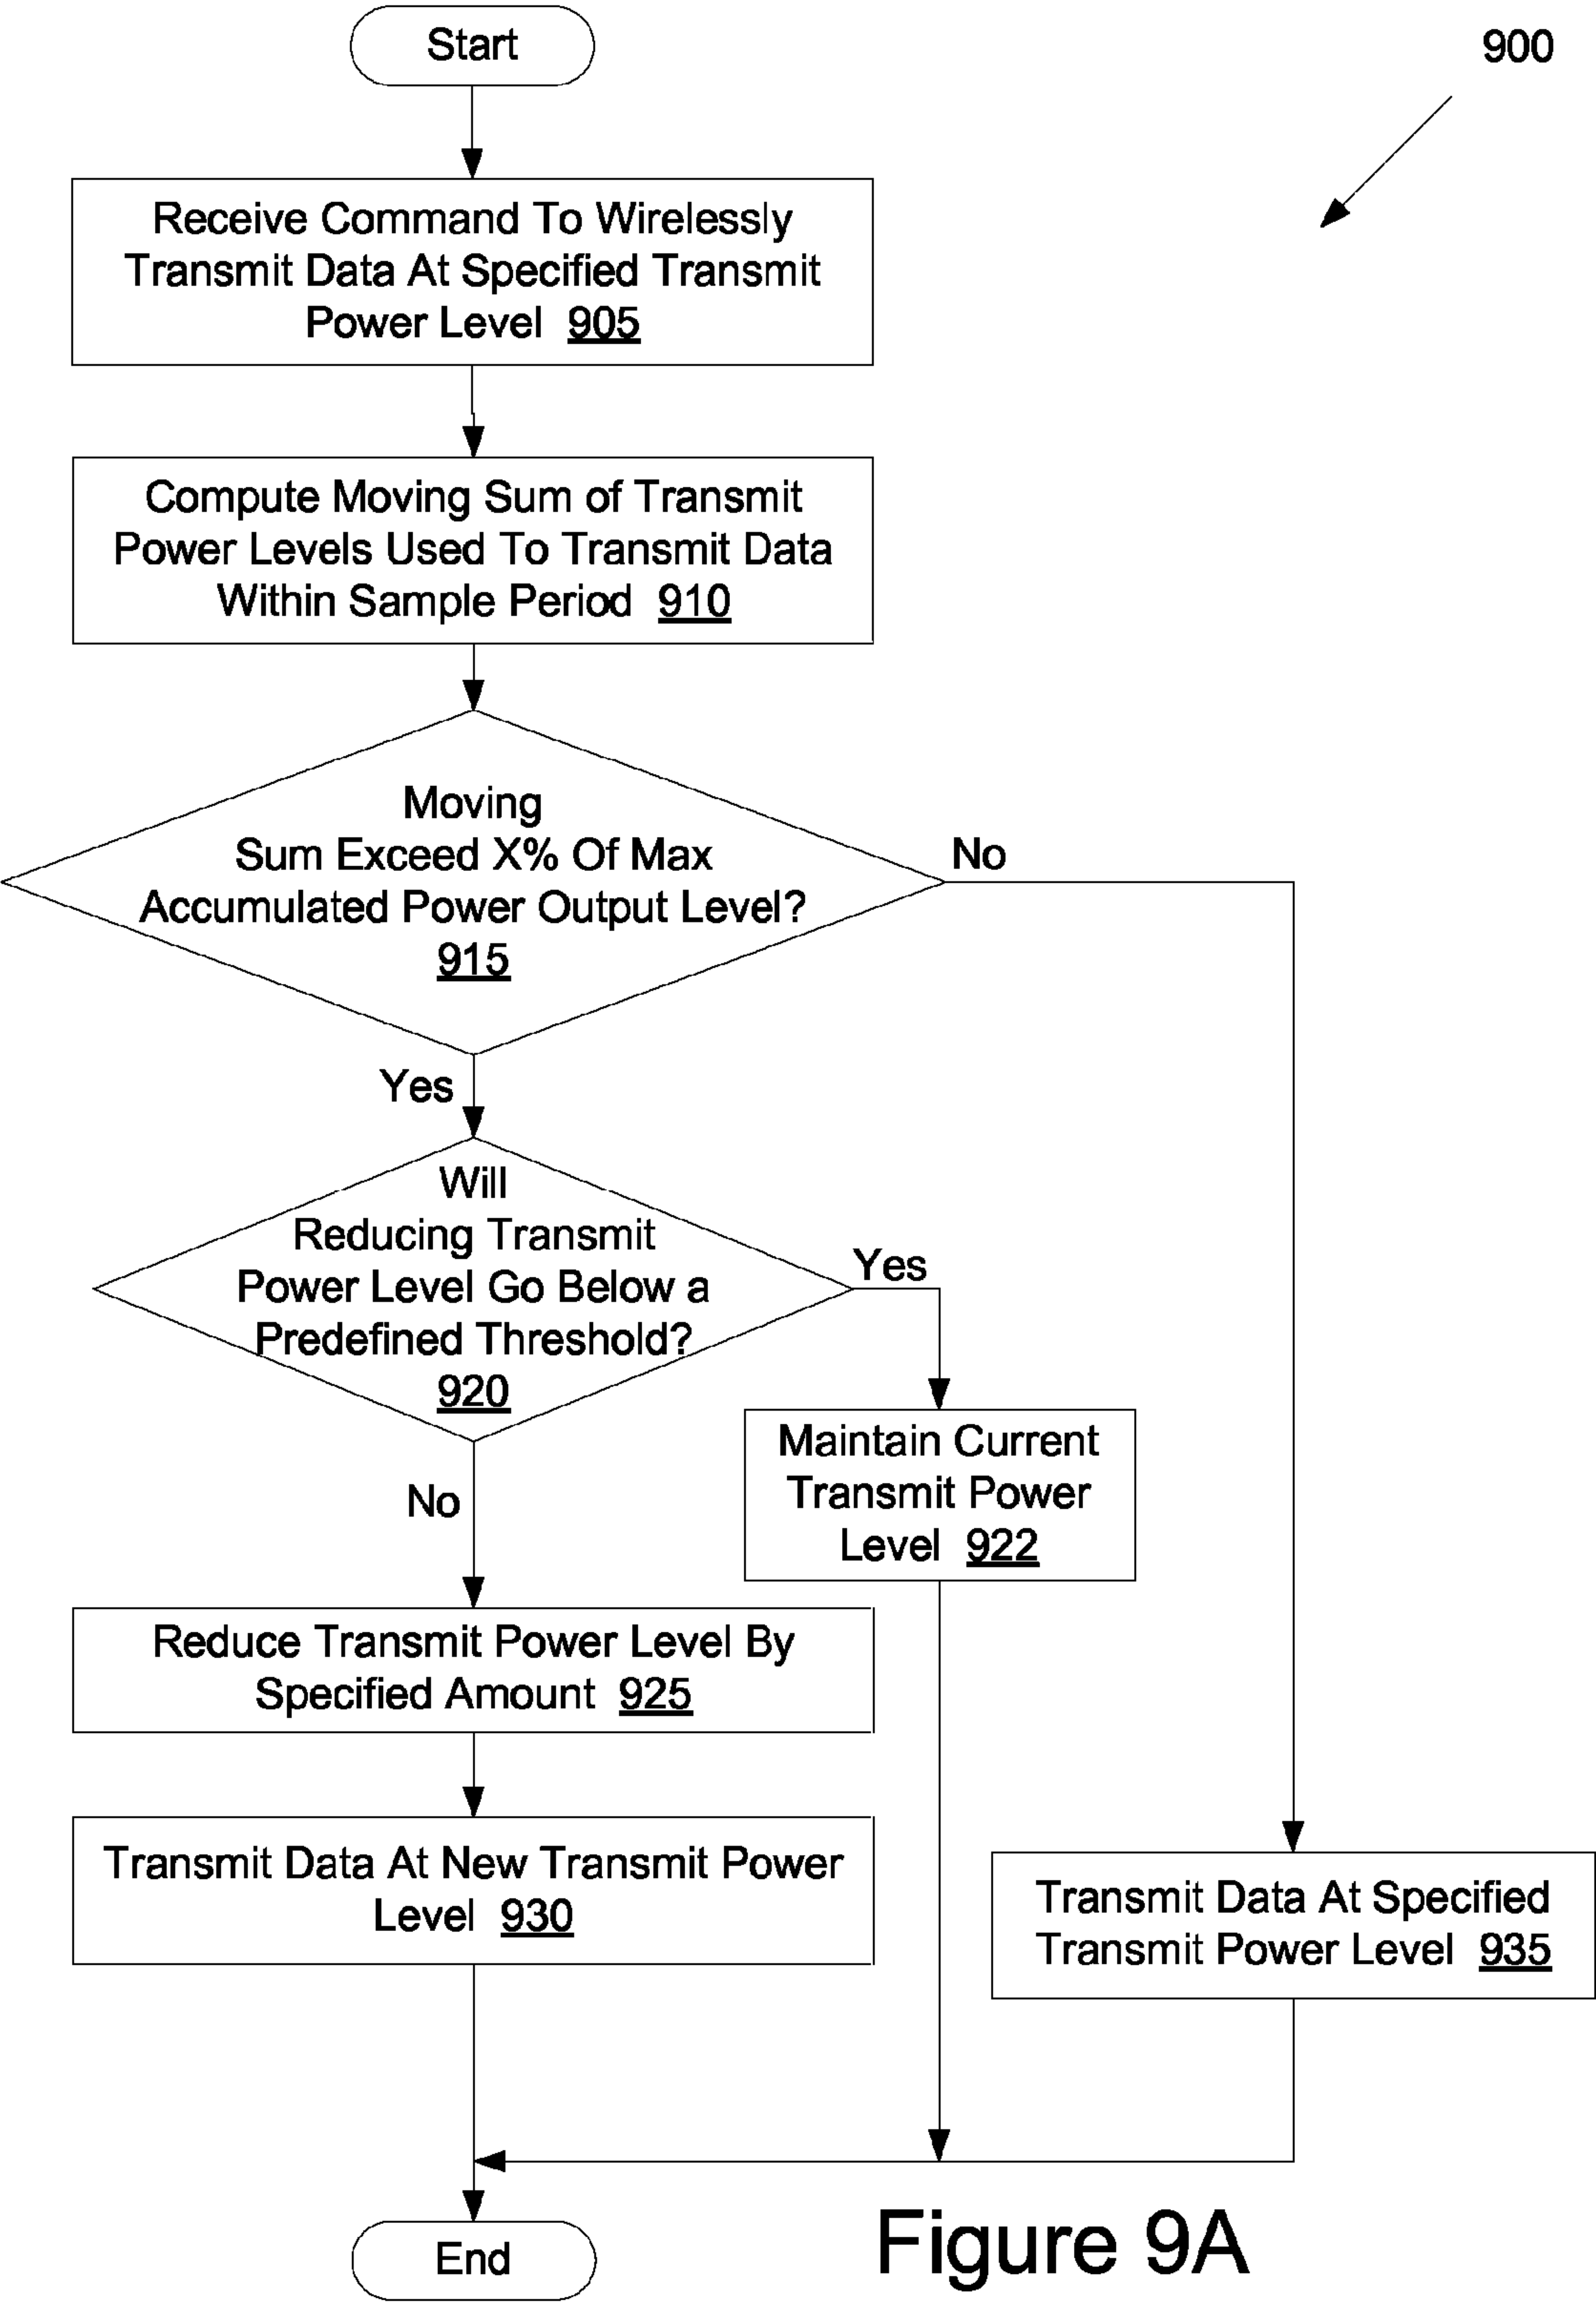 Start
900
Receive Command To Wirelessly
Transmit Data At Specified Transmit
Power Level 905
Compute Moving Sum of Transmit
Power Levels Used To Transmit Data
Within Sample Period 910
Moving
Sum Exceed X% Of Max
Accumulated Power Output Level?
915
No
Yes
Will
Reducing Transmit
Power Level Go Below a
Predefined Threshold?
920
Yes
No
Maintain Current
Transmit Power
Level 922
Reduce Transmit Power Level By
Specified Amount 925
Transmit Data At New Transmit Power
Level 930
Transmit Data At Specified
Transmit Power Level 935
End
Figure 9A